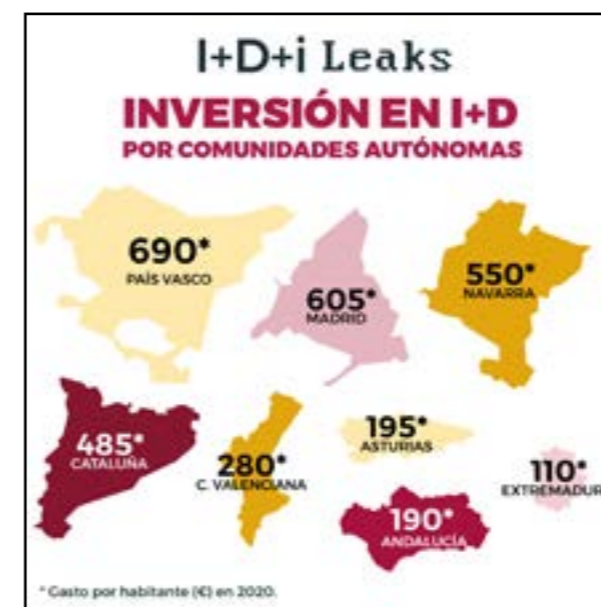 I+D+i Leaks
INVERSIÓN EN I+D
POR COMUNIDADES AUTÓNOMAS
690*
PAÍS VASCO
605*
MADRID
550*
NAVARRA
485*
CATALUÑA
280*
C. VALENCIANA
195*
ASTURIAS
190*
ANDALUCÍA
110*
EXTREMADUR
* Gasto por habitante (€) en 2020.